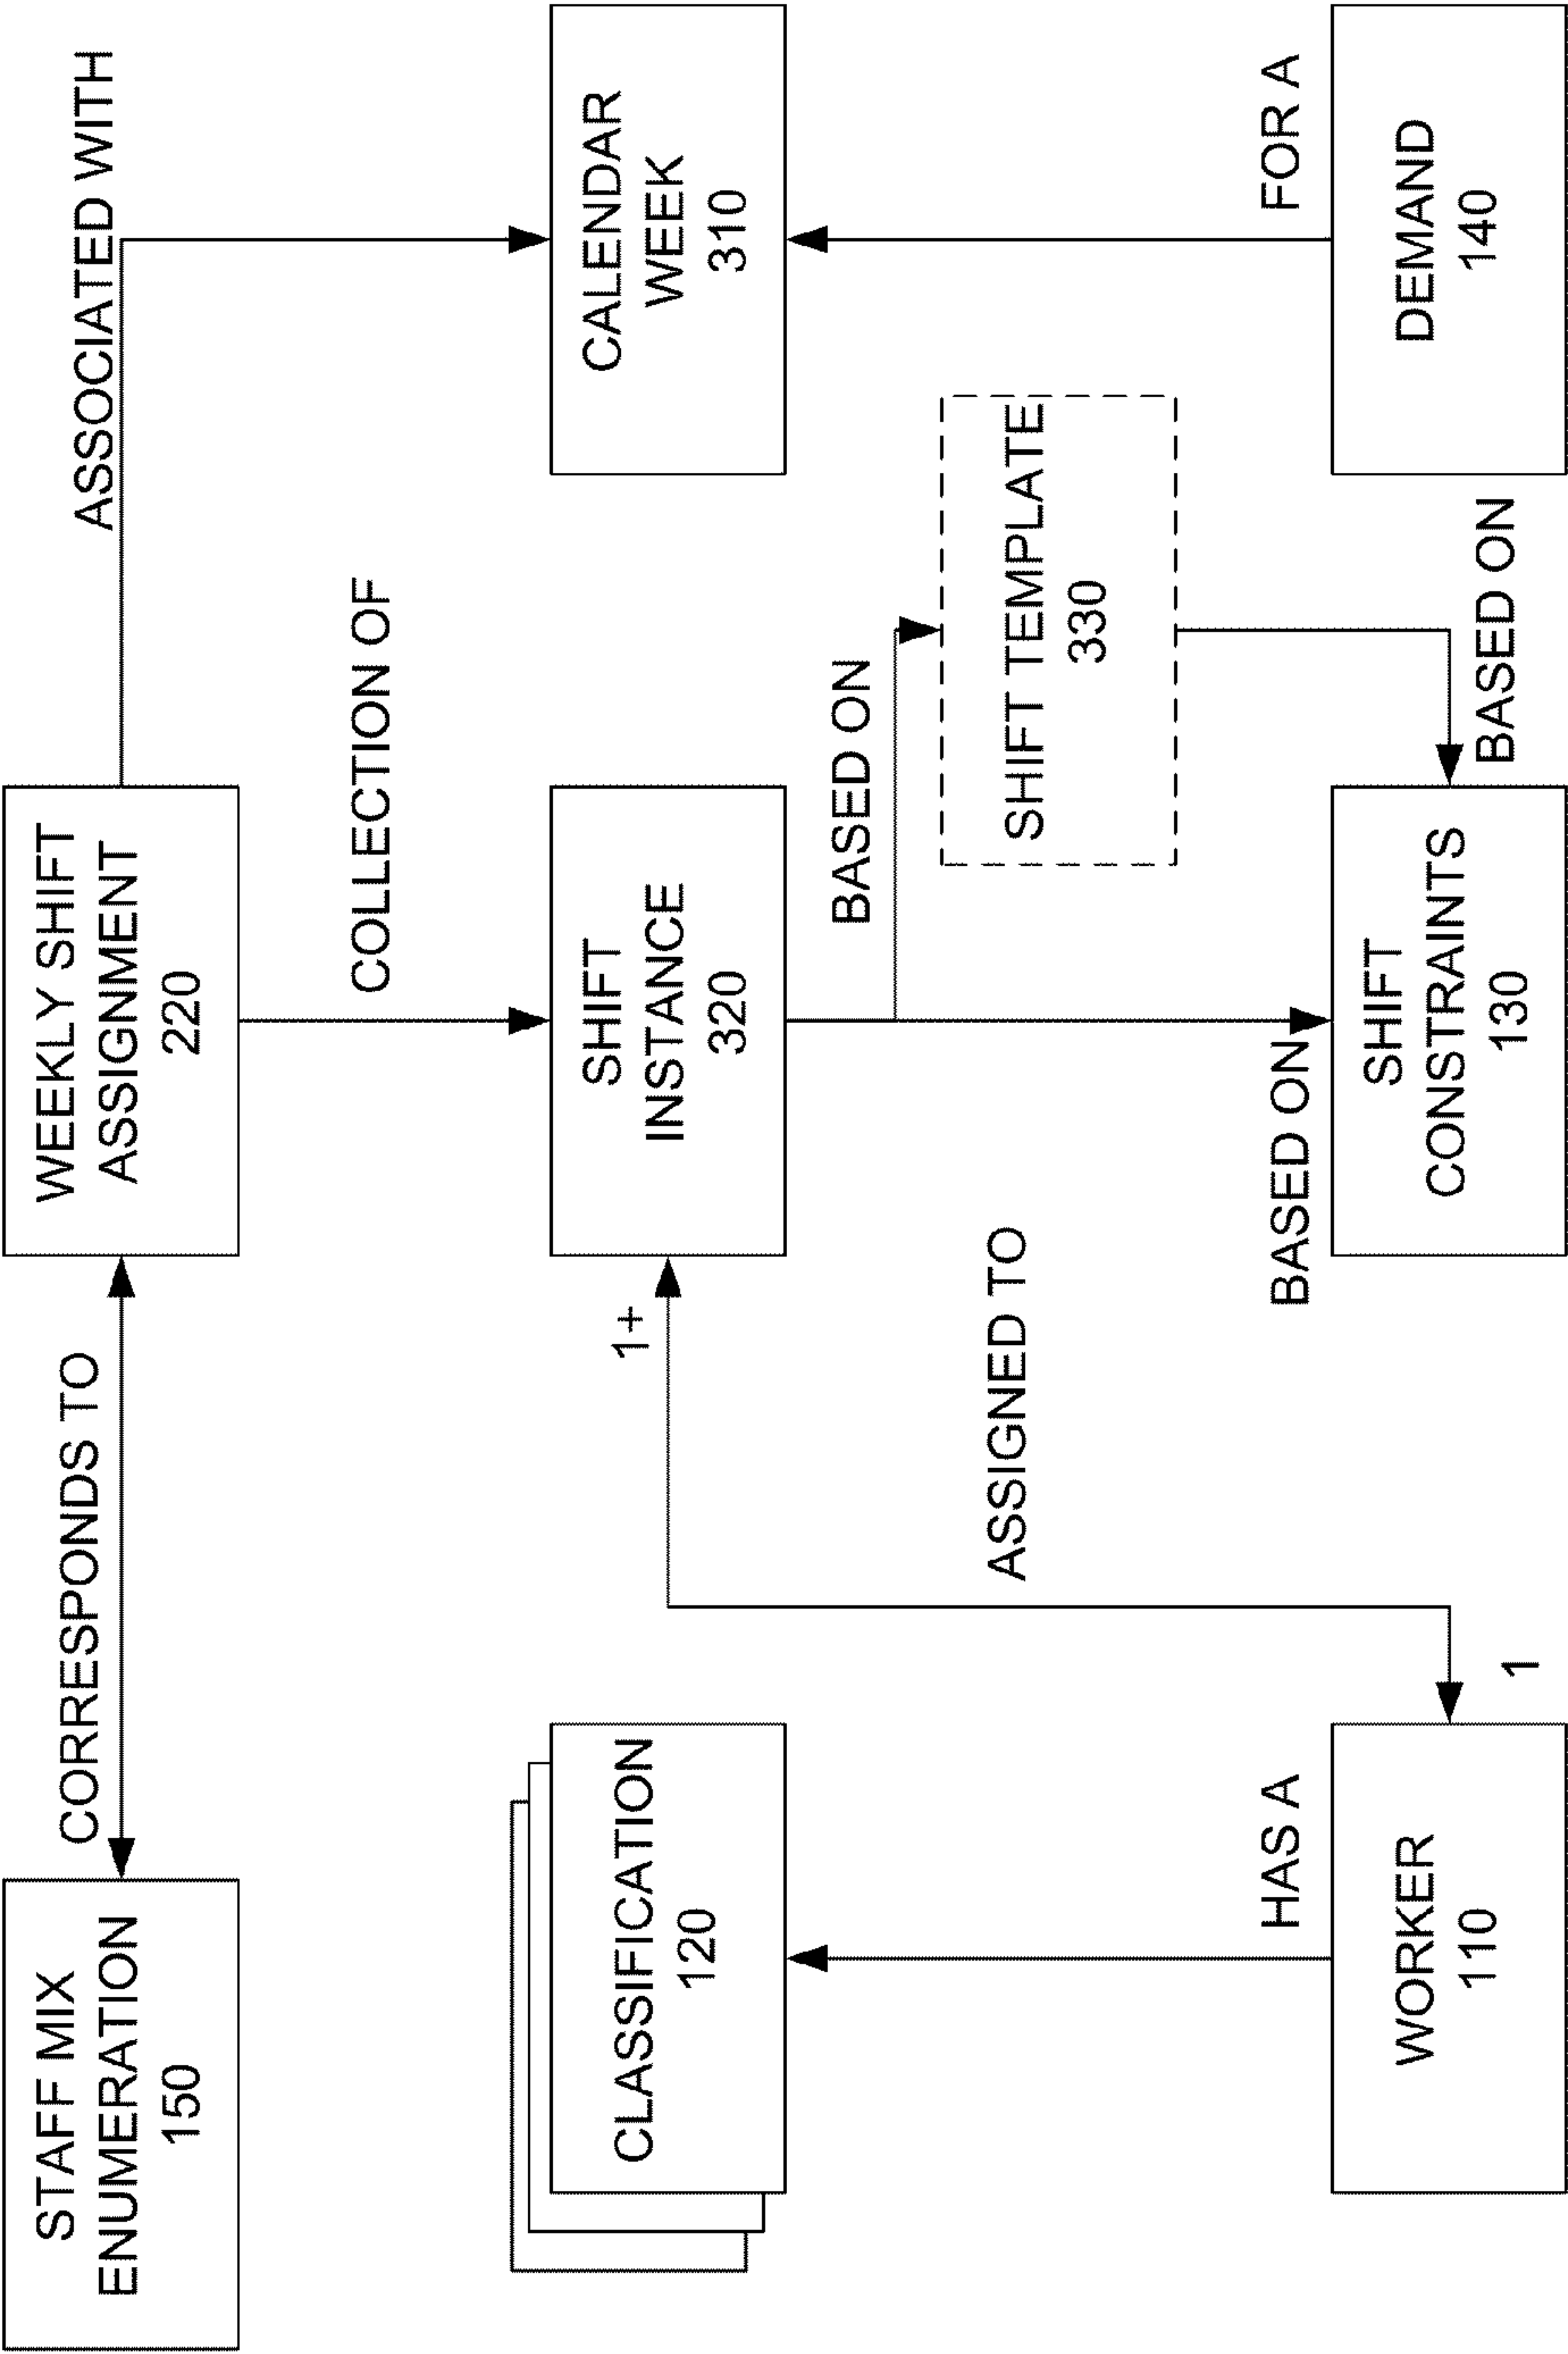 STAFF MIX
ENUMERATION
150
CORRESPONDS TO
WEEKLY SHIFT
ASSIGNMENT
220
ASSOCIATED WITH
COLLECTION OF
CLASSIFICATION
120
1+
SHIFT
INSTANCE
320
CALENDAR
WEEK
310
BASED ON
ASSIGNED TO
SHIFT TEMPLATE
330
HAS A
BASED ON
FOR A
WORKER
110
1
SHIFT
CONSTRAINTS
130
BASED ON
DEMAND
140